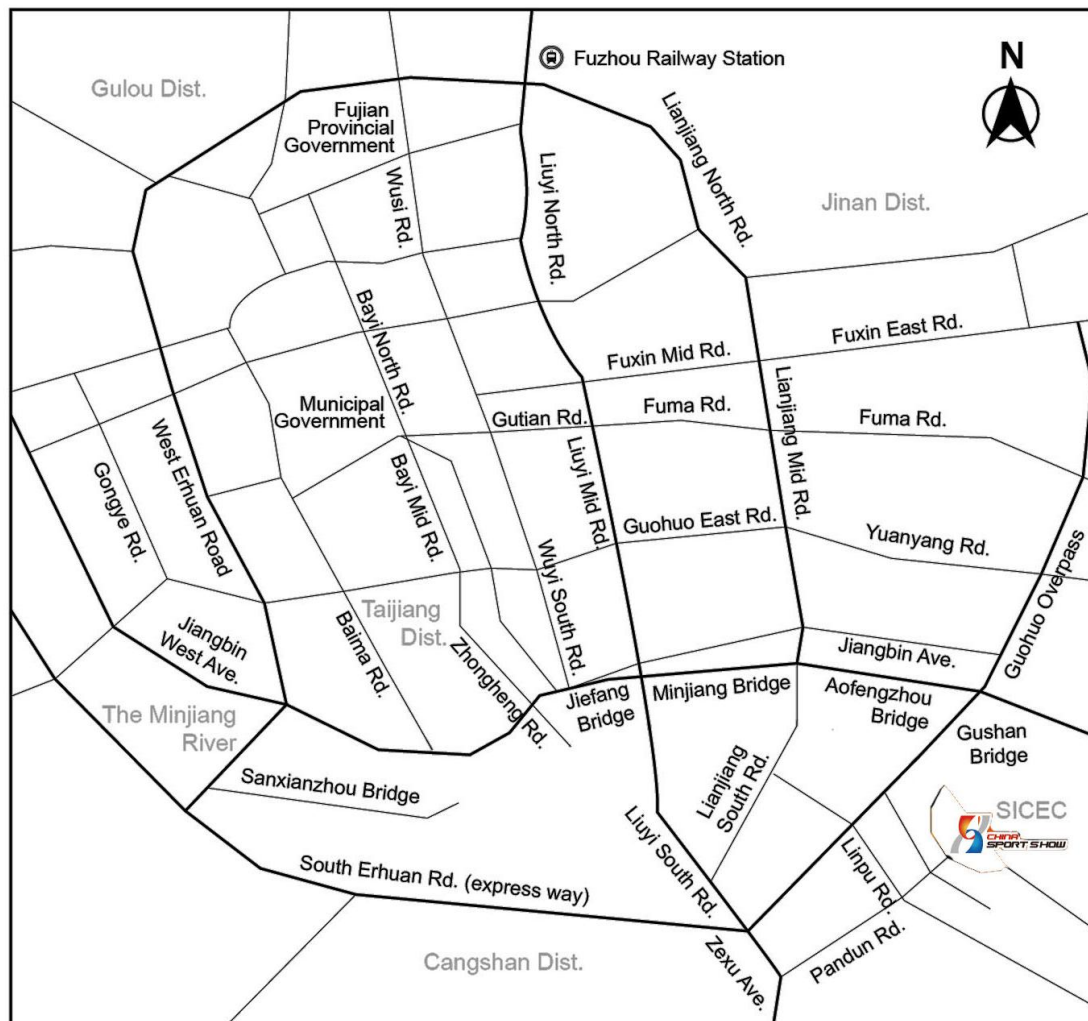 N
Fuzhou Railway Station
Gulou Dist.
Fujian
Provincial
Government
Lianjiang North Rd.
Wusi Rd.
Liuyi North Rd.
Jinan Dist.
Bayi North Rd.
Fuxin Mid Rd.
Fuxin East Rd.
Municipal
Government
Gutian Rd.
Fuma Rd.
Lianjiang Mid Rd.
Fuma Rd.
West Erhuan Road
Gongye Rd.
Bayi Mid Rd.
Liuyi Mid Rd.
Guohuo East Rd.
Yuanyang Rd.
Wuyi South Rd.
Guohuo Overpass
Taijiang
Dist.
Jiangbin
West Ave.
Baima Rd.
Zhongheng Rd.
Jiangbin Ave.
Jiefang
Bridge
Minjiang Bridge
Aofengzhou
Bridge
The Minjiang
River
Gushan
Bridge
Sanxianzhou Bridge
Lianjiang
South Rd.
SICEC
CHINA
SPORT SHOW
Liuyi South Rd.
Linpu Rd.
South Erhuan Rd. (express way)
Pandun Rd.
Zexu Ave.
Cangshan Dist.